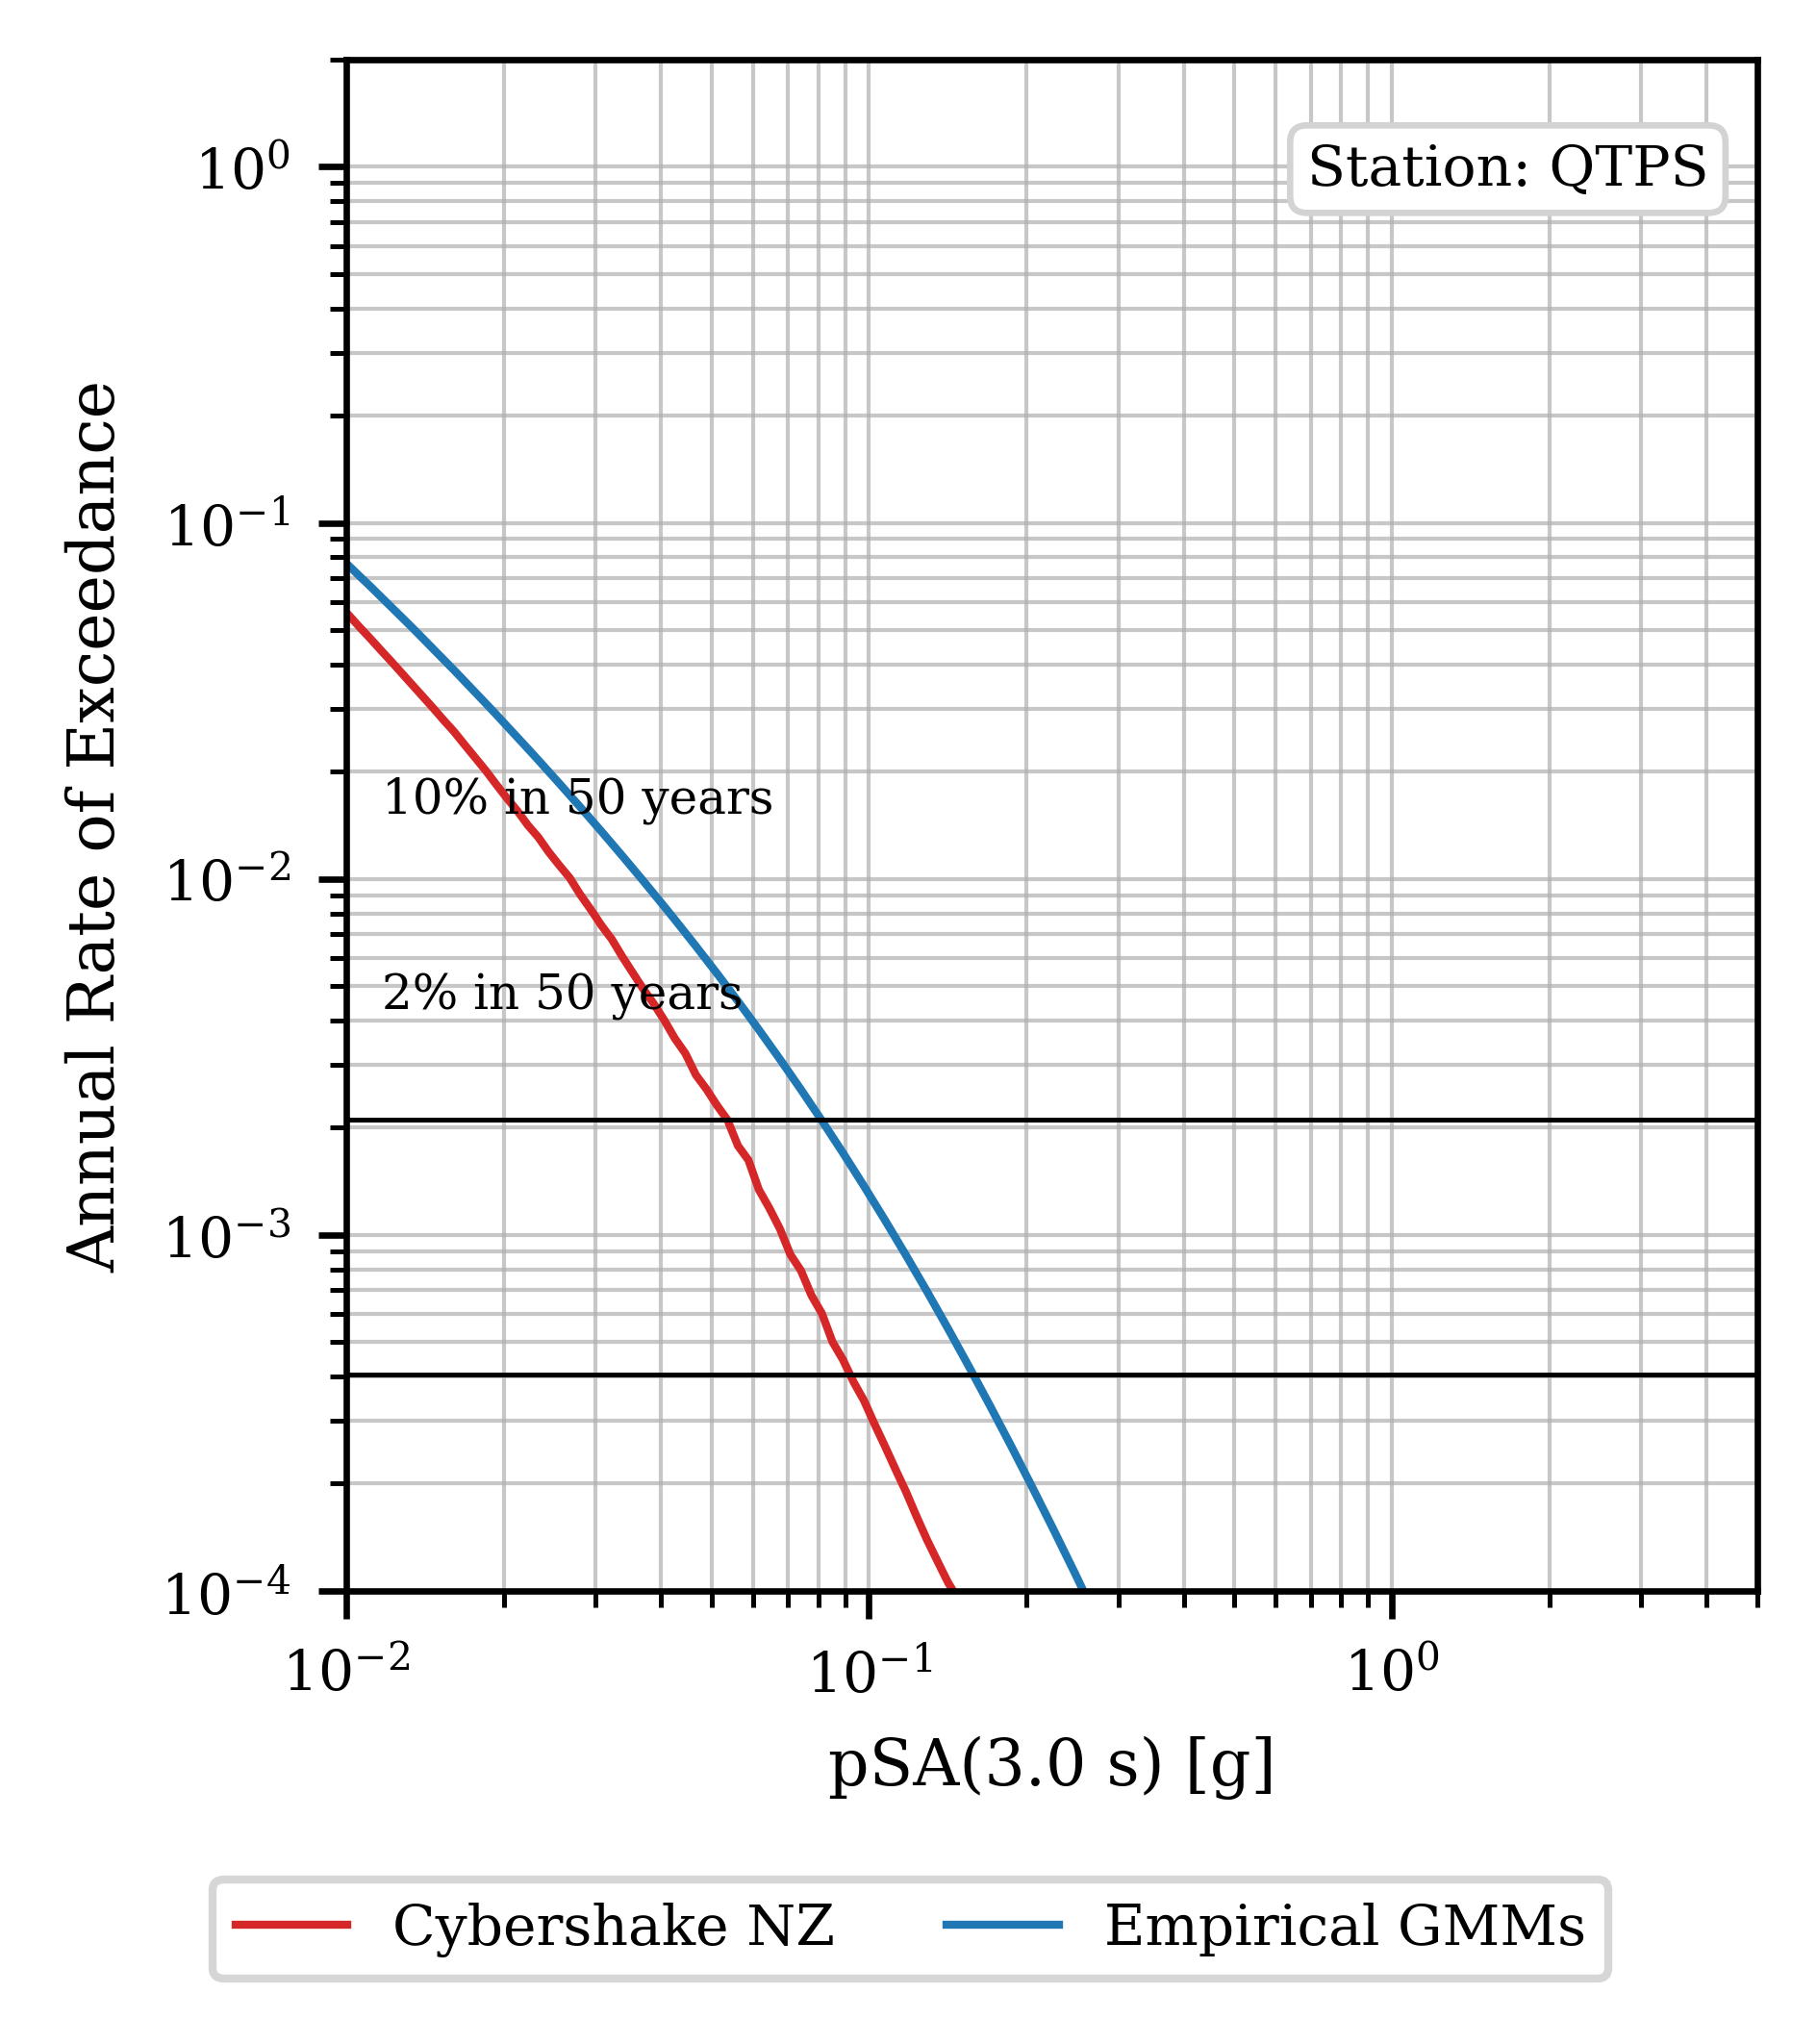 Station: QTPS
10⁰
10⁻¹
10⁻²
10⁻³
10⁻⁴
Annual Rate of Exceedance
10% in 50 years
2% in 50 years
10⁻²
10⁻¹
10⁰
pSA(3.0 s) [g]
Cybershake NZ
Empirical GMMs